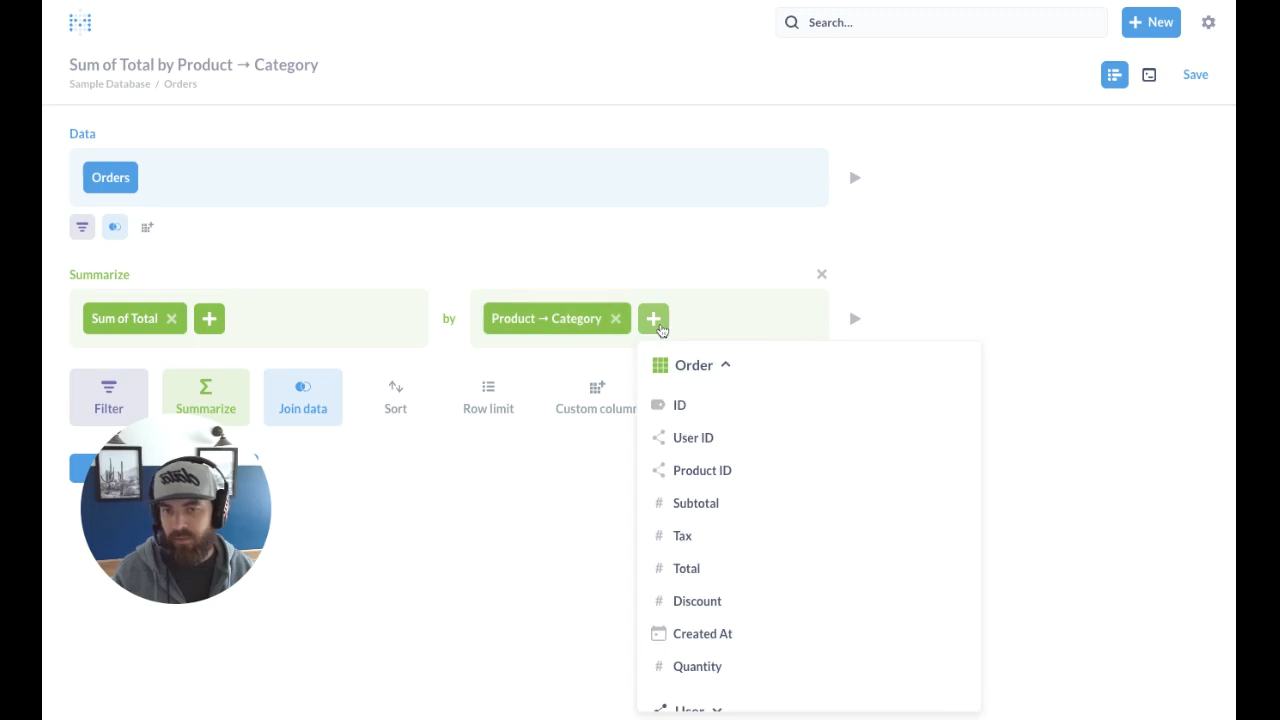 Search...
+ New
Sum of Total by Product → Category
Sample Database / Orders
Save
Data
Orders
Summarize
Sum of Total
by
Product → Category
Filter
Summarize
Join data
Sort
Row limit
Custom column
Order
ID
User ID
Product ID
# Subtotal
# Tax
# Total
# Discount
Created At
# Quantity
User